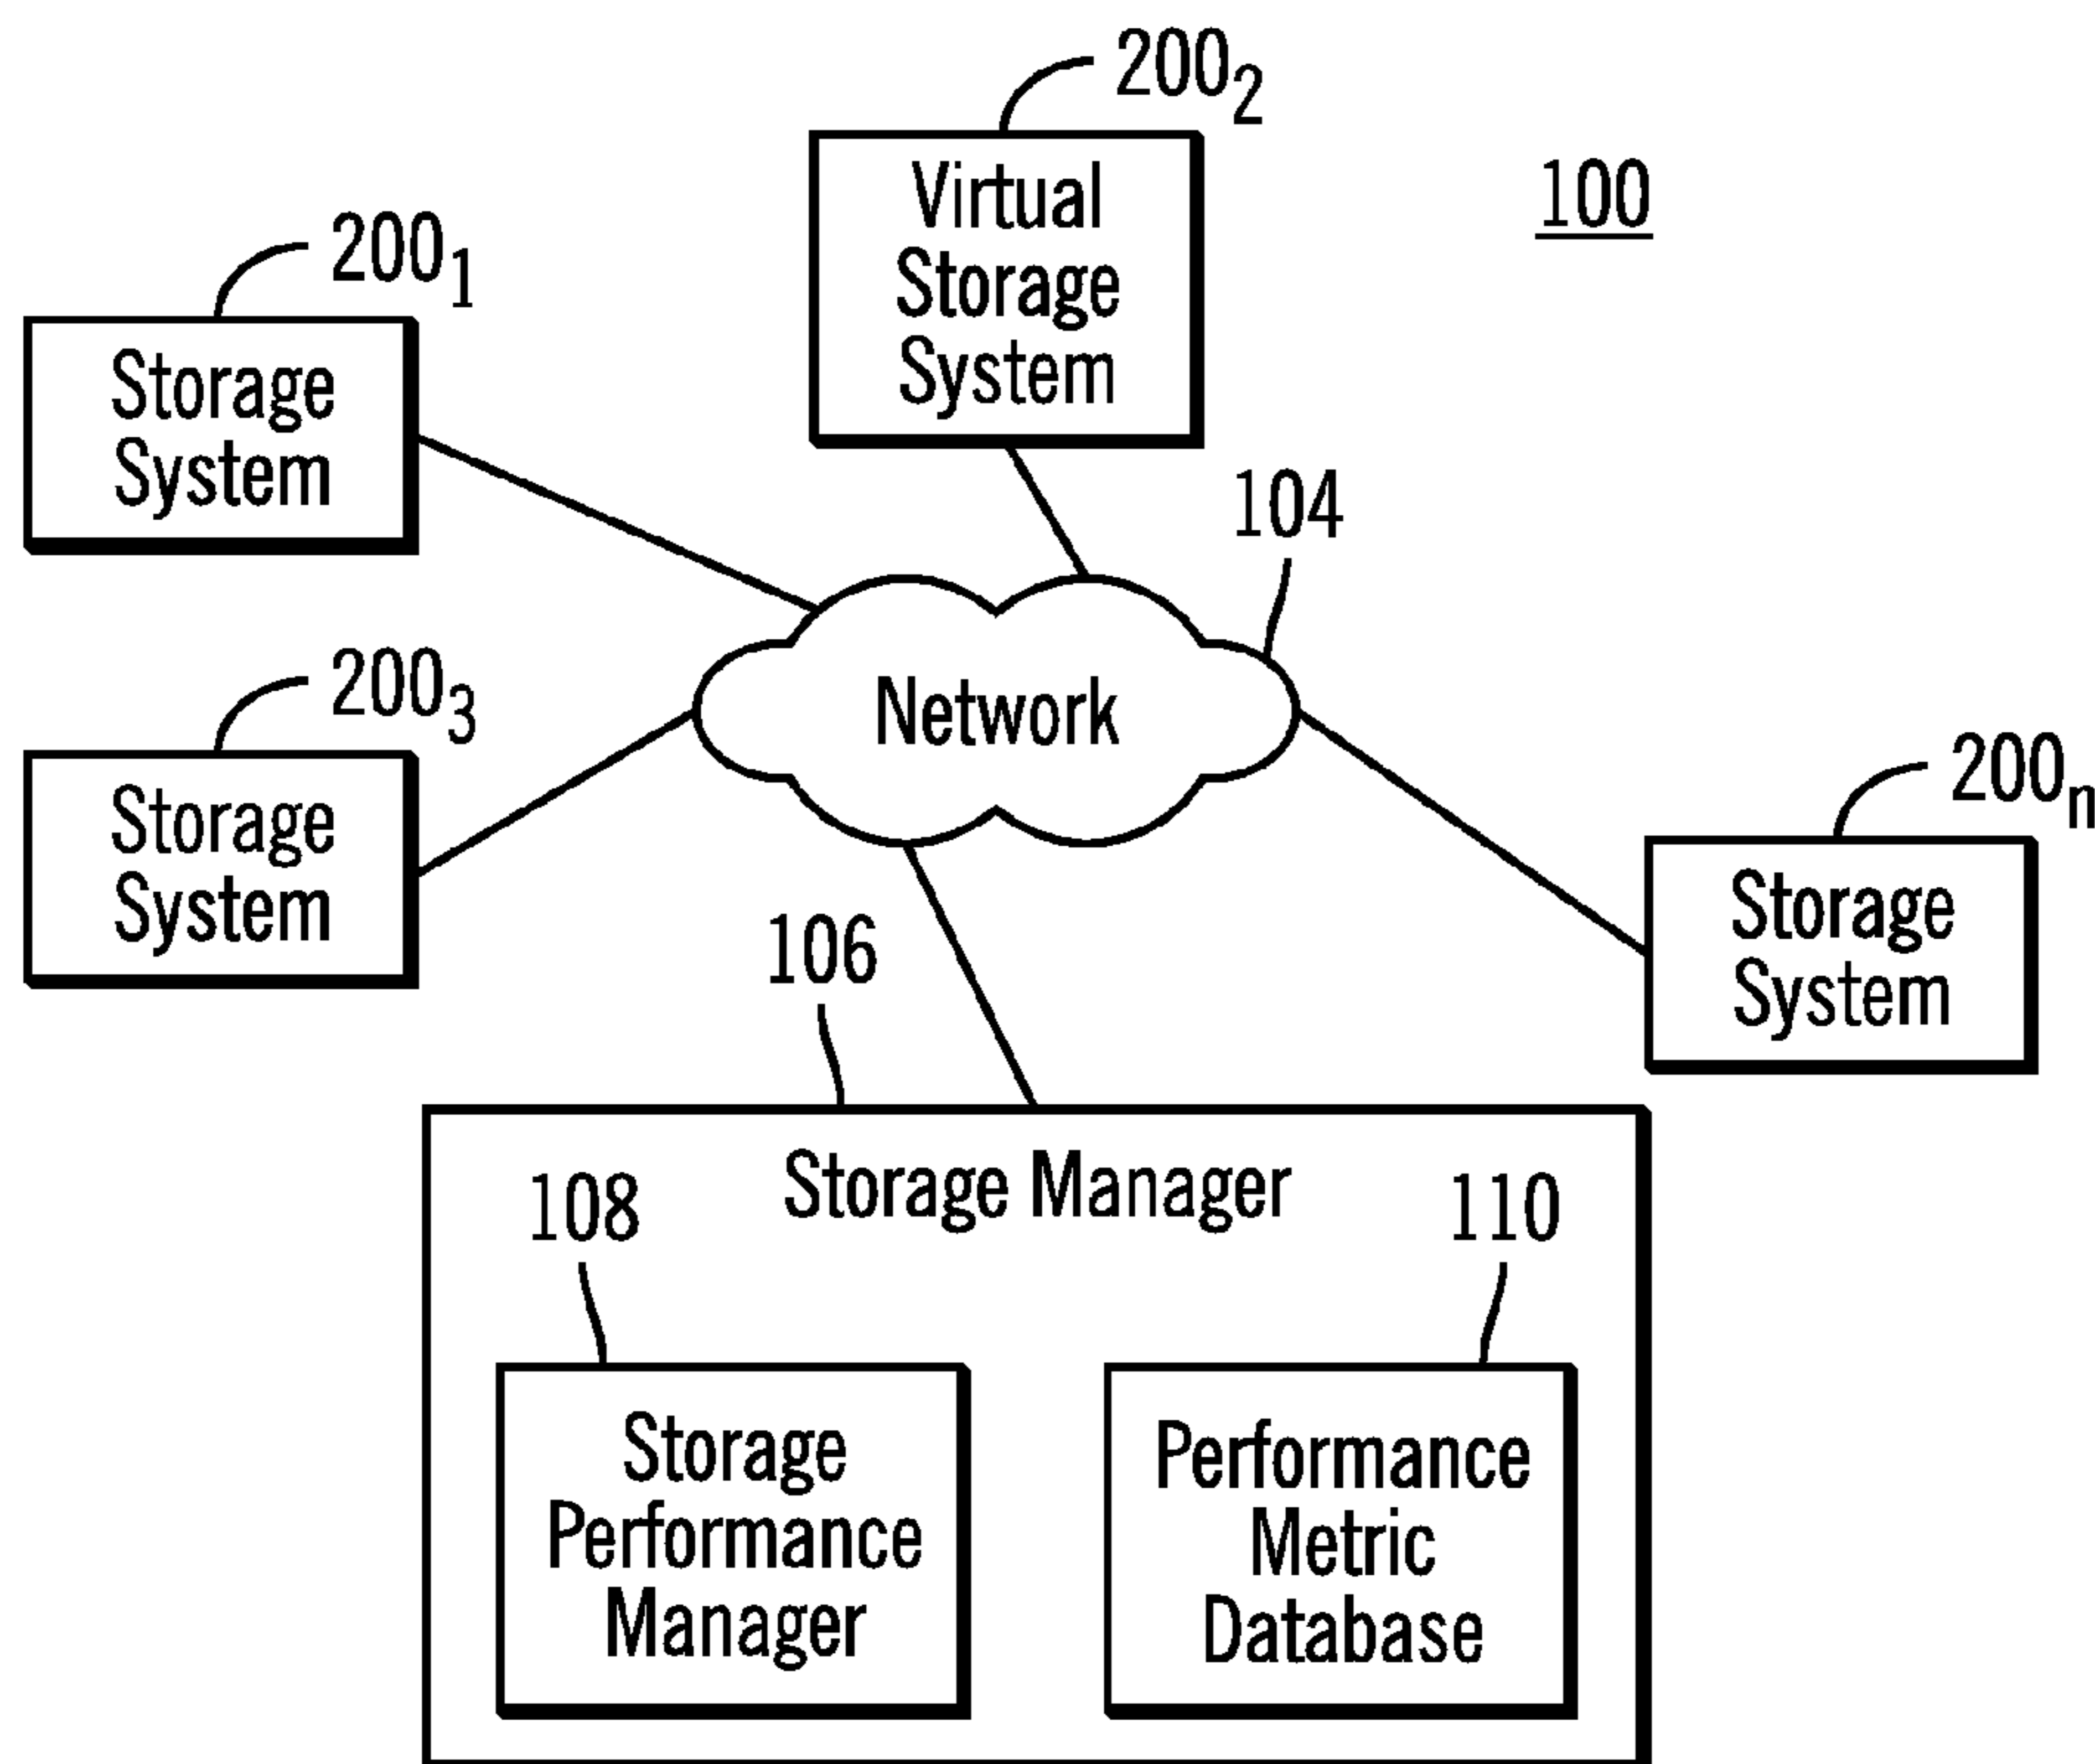 200₂
Virtual
Storage
System
100
200₁
Storage
System
104
200₃
Storage
System
Network
200ₙ
Storage
System
106
Storage Manager
108
110
Storage
Performance
Manager
Performance
Metric
Database